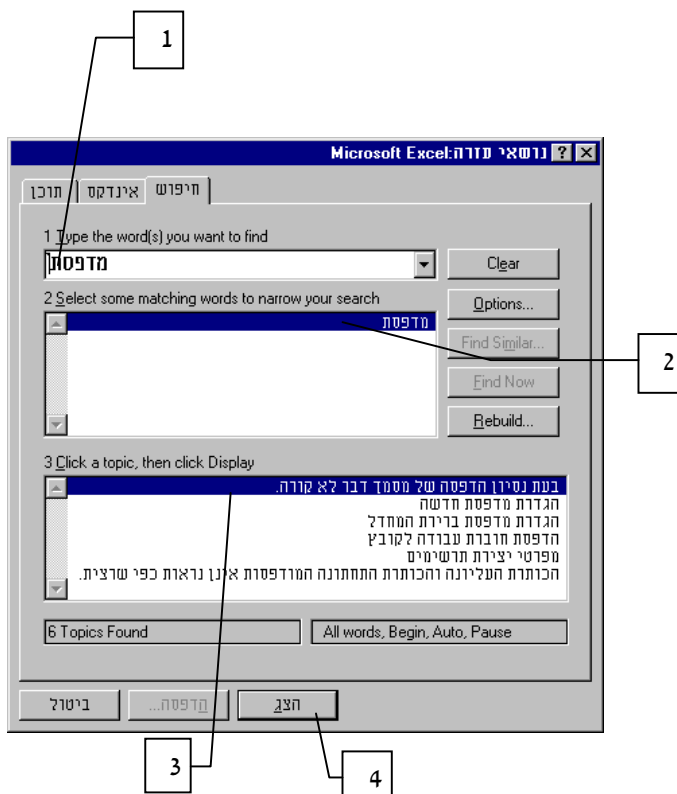 1
נושאי עזרה:Microsoft Excel
חיפוש
אינדקס
תוכן
1 Type the word(s) you want to find
מדפסת
Clear
2 Select some matching words to narrow your search
Options...
מדפסת
Find Similar...
2
Find Now
Rebuild...
3 Click a topic, then click Display
בעת נסיון הדפסה של מסמך דבר לא קורה.
הגדרת מדפסת חדשה
הגדרת מדפסת ברירת המחדל
הדפסת חוברת עבודה לקובץ
מפרטי יצירת תרשימים
הכותרת העליונה והכותרת התחתונה המודפסות אינן נראות כפי שרצית.
6 Topics Found
All words, Begin, Auto, Pause
הצג
הדפסה...
ביטול
3
4